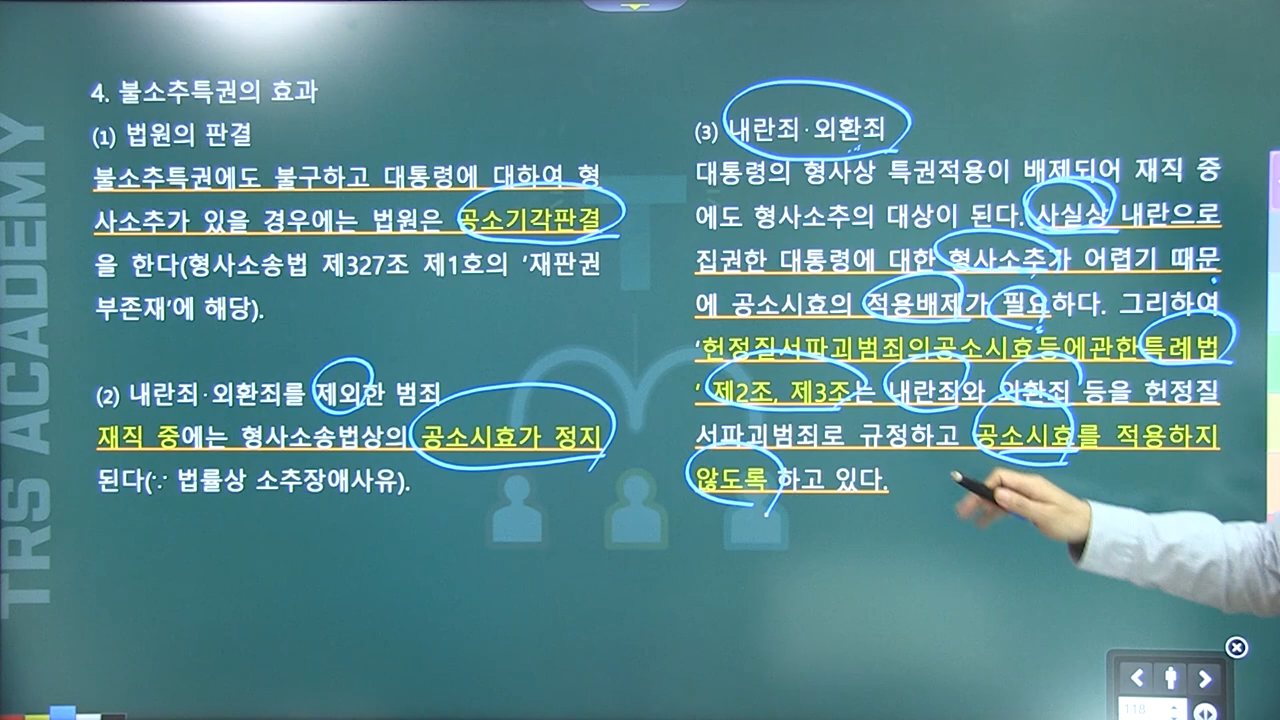 TRS ACADEMY
4. 불소추특권의 효과
(1) 법원의 판결
불소추특권에도 불구하고 대통령에 대하여 형
사소추가 있을 경우에는 법원은 공소기각판결
을 한다(형사소송법 제327조 제1호의 '재판권
부존재'에 해당).
(2) 내란죄·외환죄를 제외한 범죄
재직 중에는 형사소송법상의 공소시효가 정지
된다(∵ 법률상 소추장애사유).
(3) 내란죄·외환죄
대통령의 형사상 특권적용이 배제되어 재직 중
에도 형사소추의 대상이 된다. 사실상 내란으로
집권한 대통령에 대한 형사소추가 어렵기 때문
에 공소시효의 적용배제가 필요하다. 그리하여
'헌정질서파괴범죄의공소시효등에관한특례법
' 제2조, 제3조는 내란죄와 외환죄 등을 헌정질
서파괴범죄로 규정하고 공소시효를 적용하지
않도록 하고 있다.
118